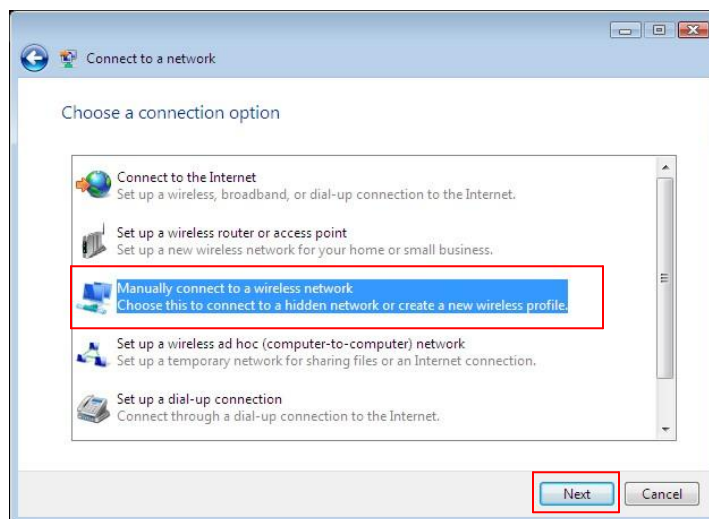 Connect to a network
Choose a connection option
Connect to the Internet
Set up a wireless, broadband, or dial-up connection to the Internet.
Set up a wireless router or access point
Set up a new wireless network for your home or small business.
Manually connect to a wireless network
Choose this to connect to a hidden network or create a new wireless profile.
Set up a wireless ad hoc (computer-to-computer) network
Set up a temporary network for sharing files or an Internet connection.
Set up a dial-up connection
Connect through a dial-up connection to the Internet.
Next Cancel